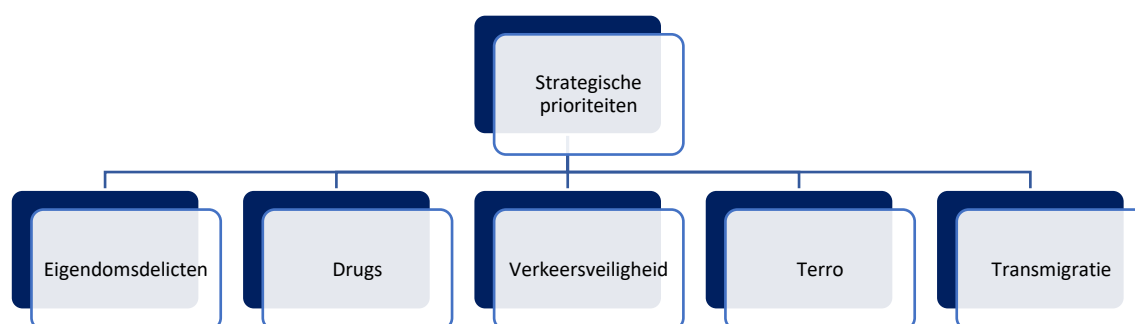 Strategische
prioriteiten
Eigendomsdelicten
Drugs
Verkeersveiligheid
Terro
Transmigratie